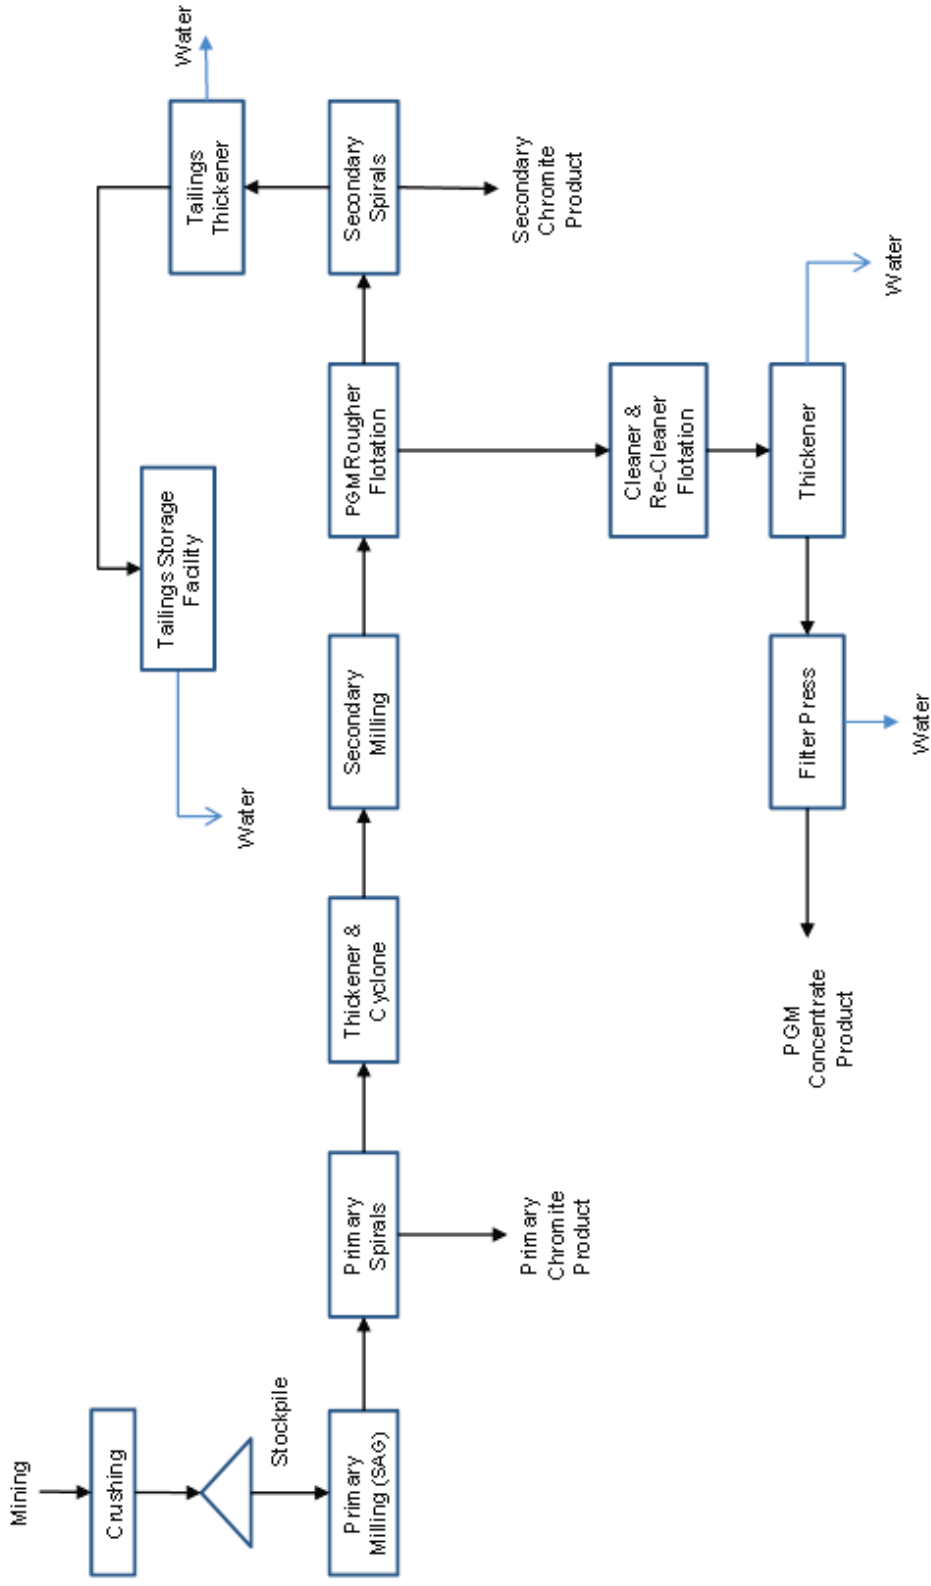 Mining
Crushing
Stockpile
Primary
Milling (SAG)
Primary
Spirals
Primary
Chromite
Product
Thickener &
Cyclone
Secondary
Milling
PGM Rougher
Flotation
Secondary
Spirals
Secondary
Chromite
Product
Tailings
Thickener
Water
Tailings Storage
Facility
Water
Cleaner &
Re-Cleaner
Flotation
Thickener
Water
Filter Press
Water
PGM
Concentrate
Product